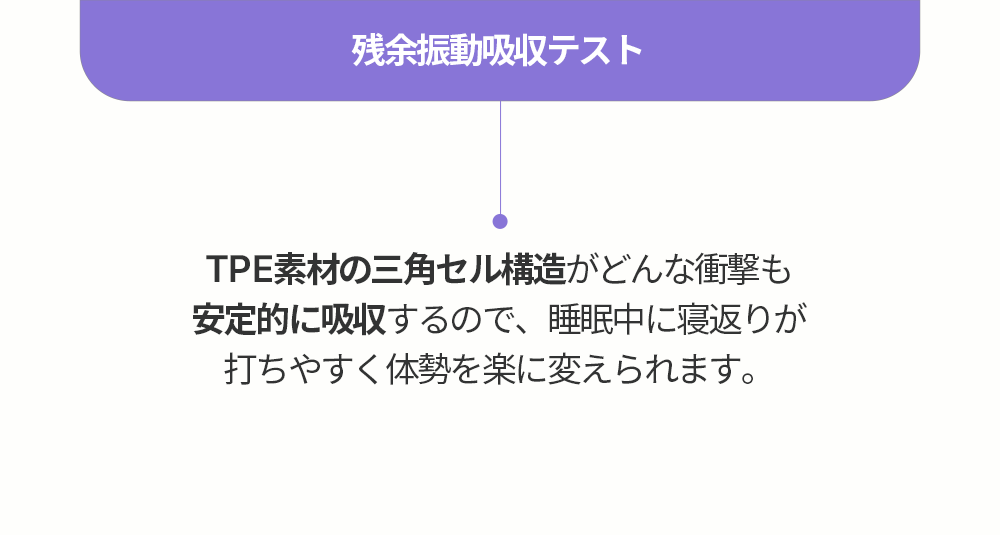 残余振動吸収テスト
TPE素材の三角セル構造がどんな衝撃も
安定的に吸収するので、睡眠中に寝返りが
打ちやすく体勢を楽に変えられます。